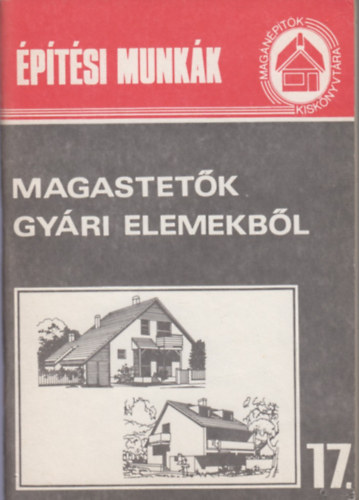 ÉPÍTÉSI MUNKÁK
MAGÁNÉPÍTŐK
KISKÖNYVTÁRA
MAGASTETŐK
GYÁRI ELEMEKBŐL
17.